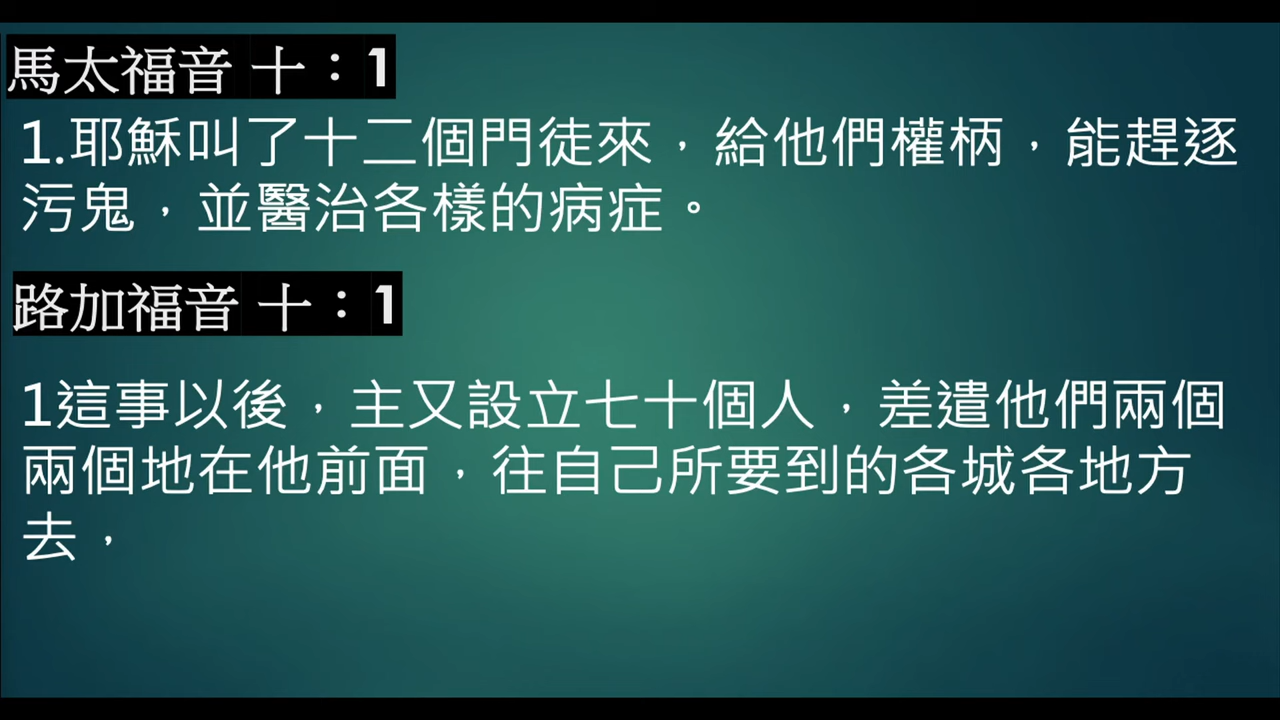 馬太福音 十：1
1.耶穌叫了十二個門徒來，給他們權柄，能趕逐
污鬼，並醫治各樣的病症。
路加福音 十：1
1這事以後，主又設立七十個人，差遣他們兩個
兩個地在他前面，往自己所要到的各城各地方
去，